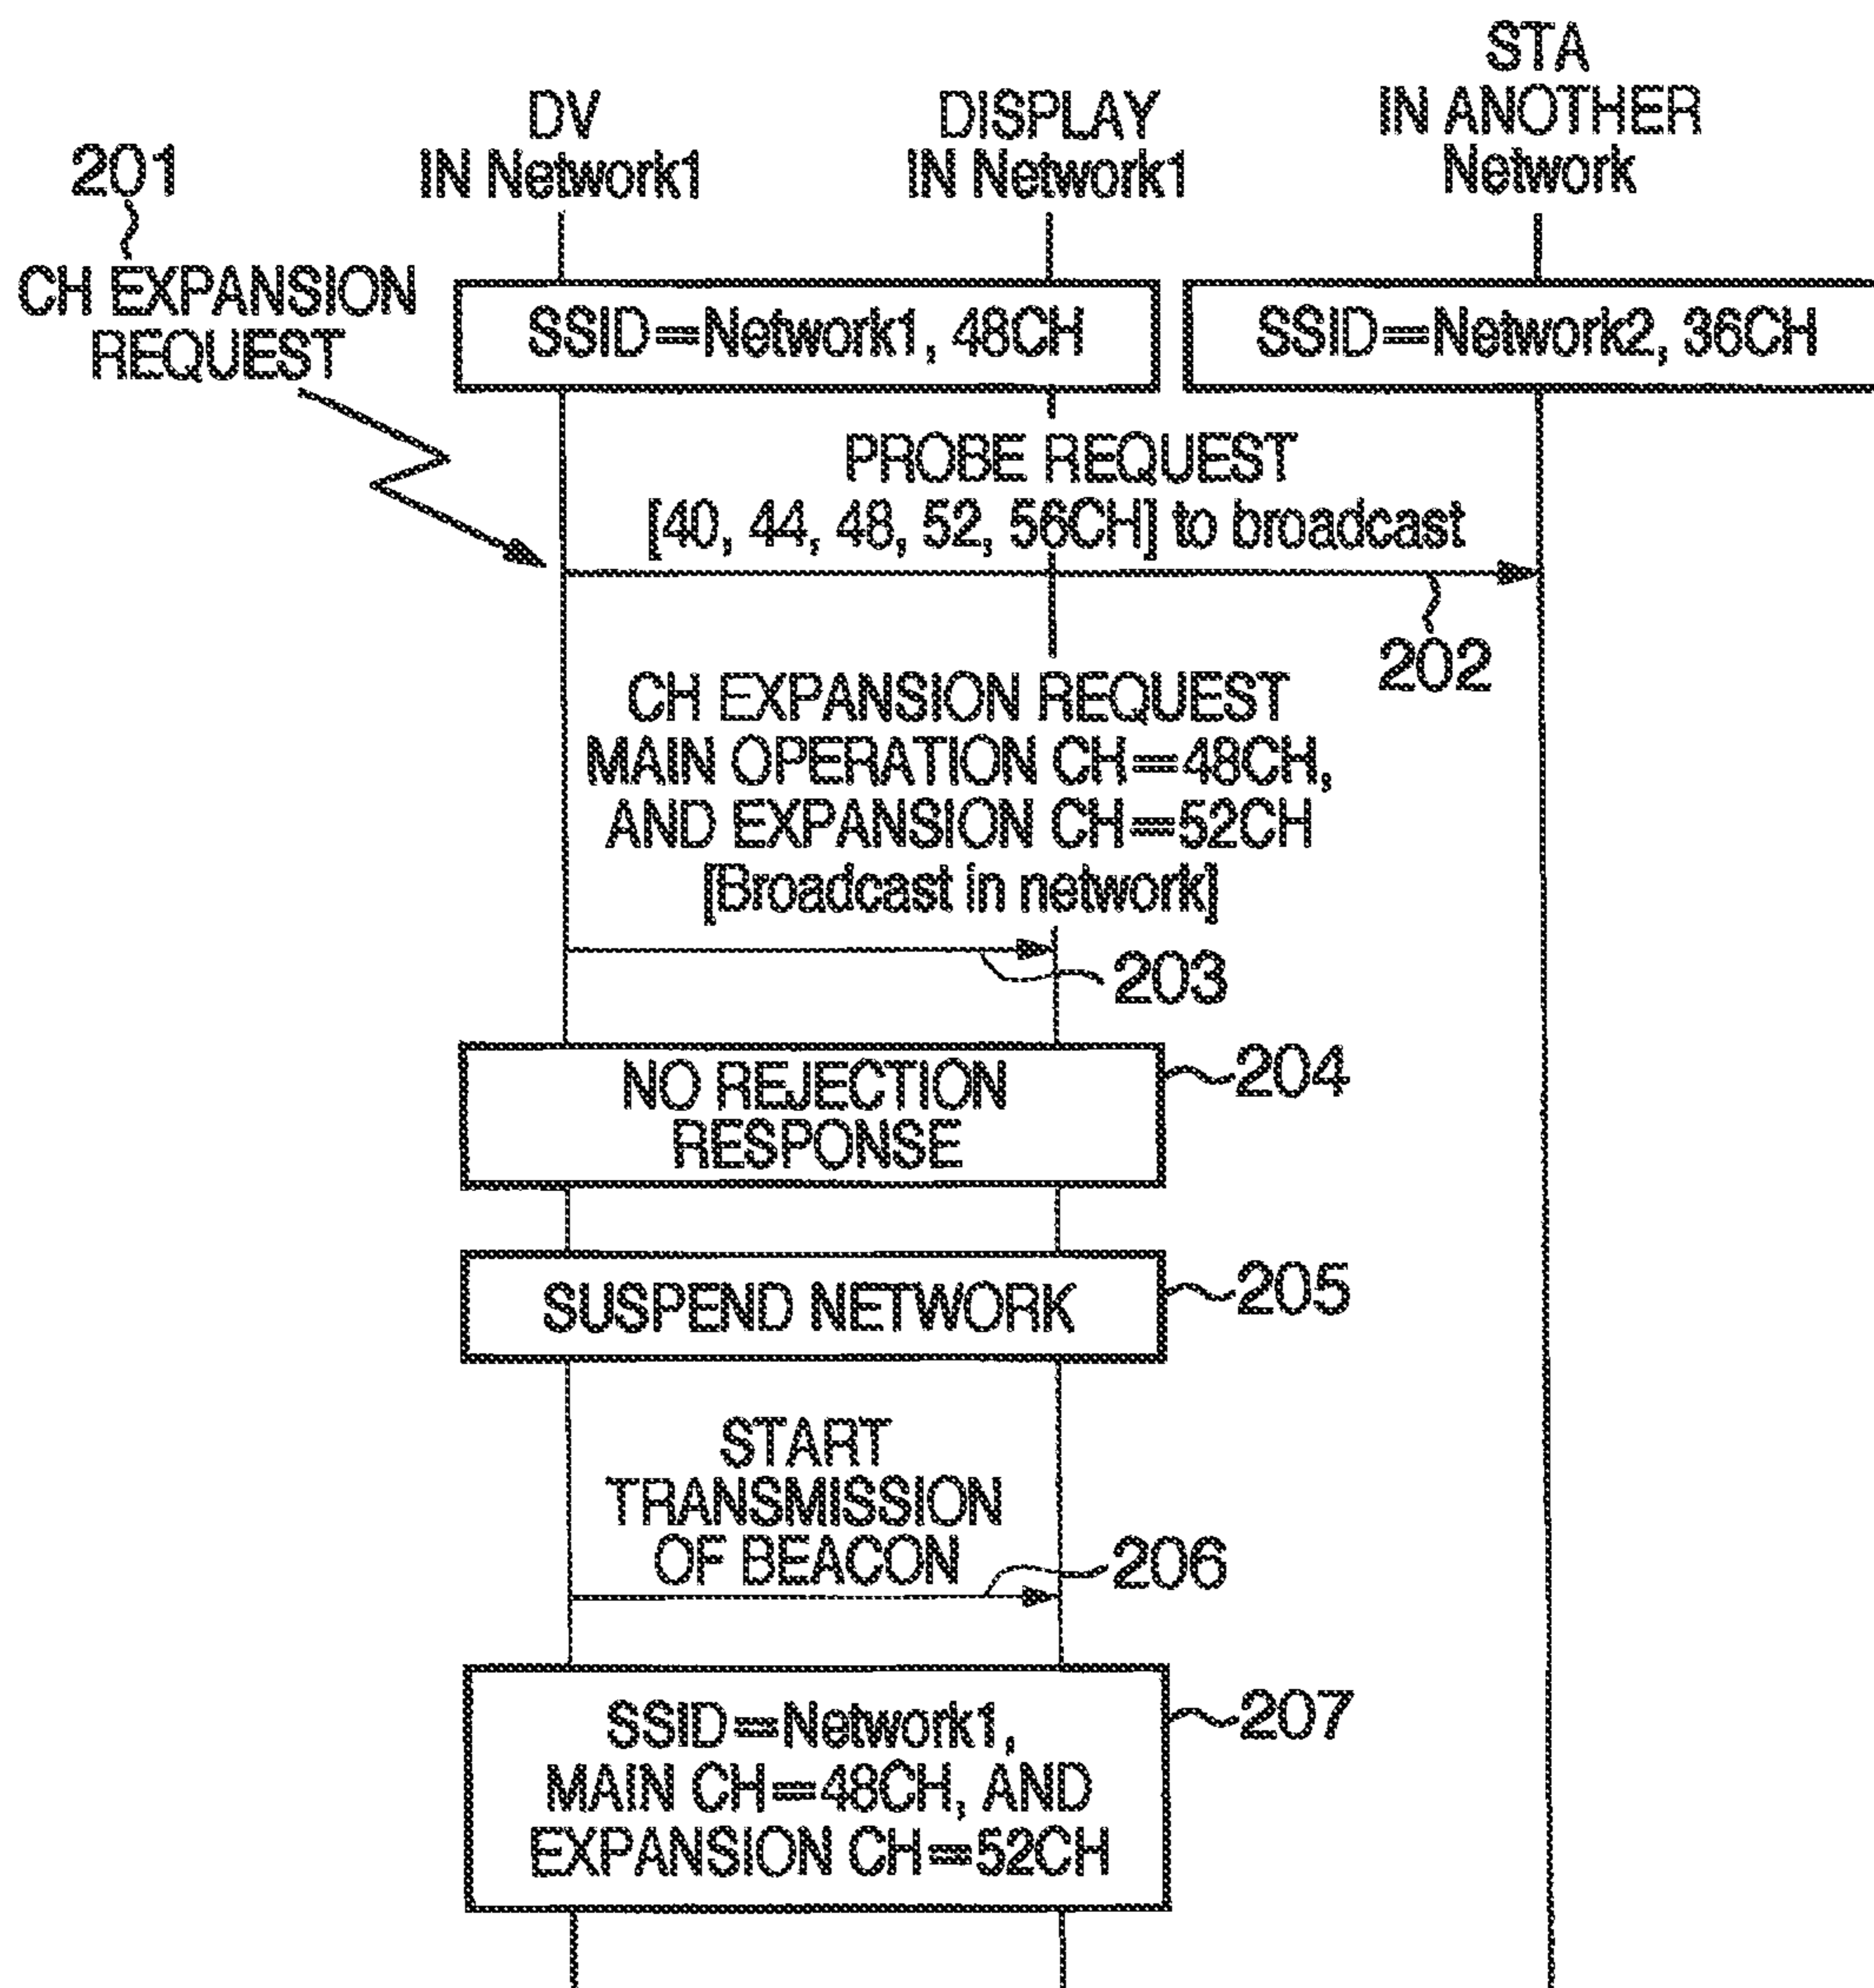 STA
IN ANOTHER
Network
DV
IN Network1
DISPLAY
IN Network1
201
CH EXPANSION
REQUEST
SSID=Network1, 48CH
SSID=Network2, 36CH
PROBE REQUEST
[40, 44, 48, 52, 56CH] to broadcast
202
CH EXPANSION REQUEST
MAIN OPERATION CH=48CH,
AND EXPANSION CH=52CH
[Broadcast in network]
203
NO REJECTION
RESPONSE
204
SUSPEND NETWORK
205
START
TRANSMISSION
OF BEACON
206
SSID=Network1,
MAIN CH=48CH, AND
EXPANSION CH=52CH
207